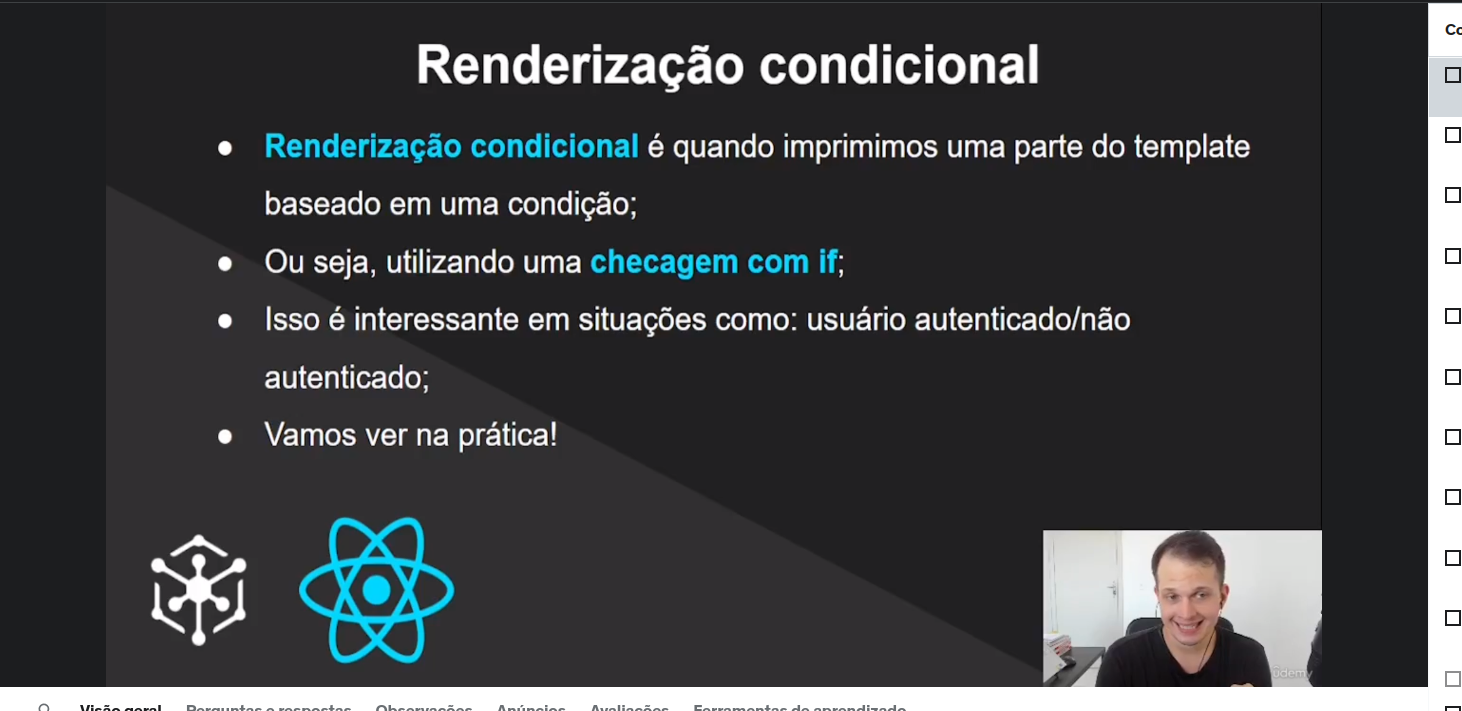 Co
Renderização condicional
● Renderização condicional é quando imprimimos uma parte do template
baseado em uma condição;
● Ou seja, utilizando uma checagem com if;
● Isso é interessante em situações como: usuário autenticado/não
autenticado;
● Vamos ver na prática!
ûdemy
Visão geral Perguntas e respostas Observações Anúncios Avaliações Ferramentas de aprendizado